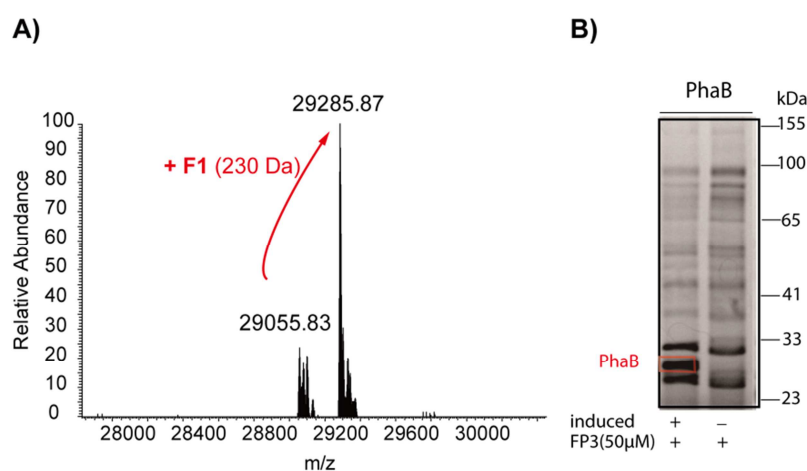 A)
29285.87
+ F1 (230 Da)
29055.83
Relative Abundance
100
90
80
70
60
50
40
30
20
10
0
28000 28400 28800 29200 29600 30000
m/z
B)
PhaB
kDa
155
100
65
41
33
23
PhaB
induced + −
FP3(50μM) + +